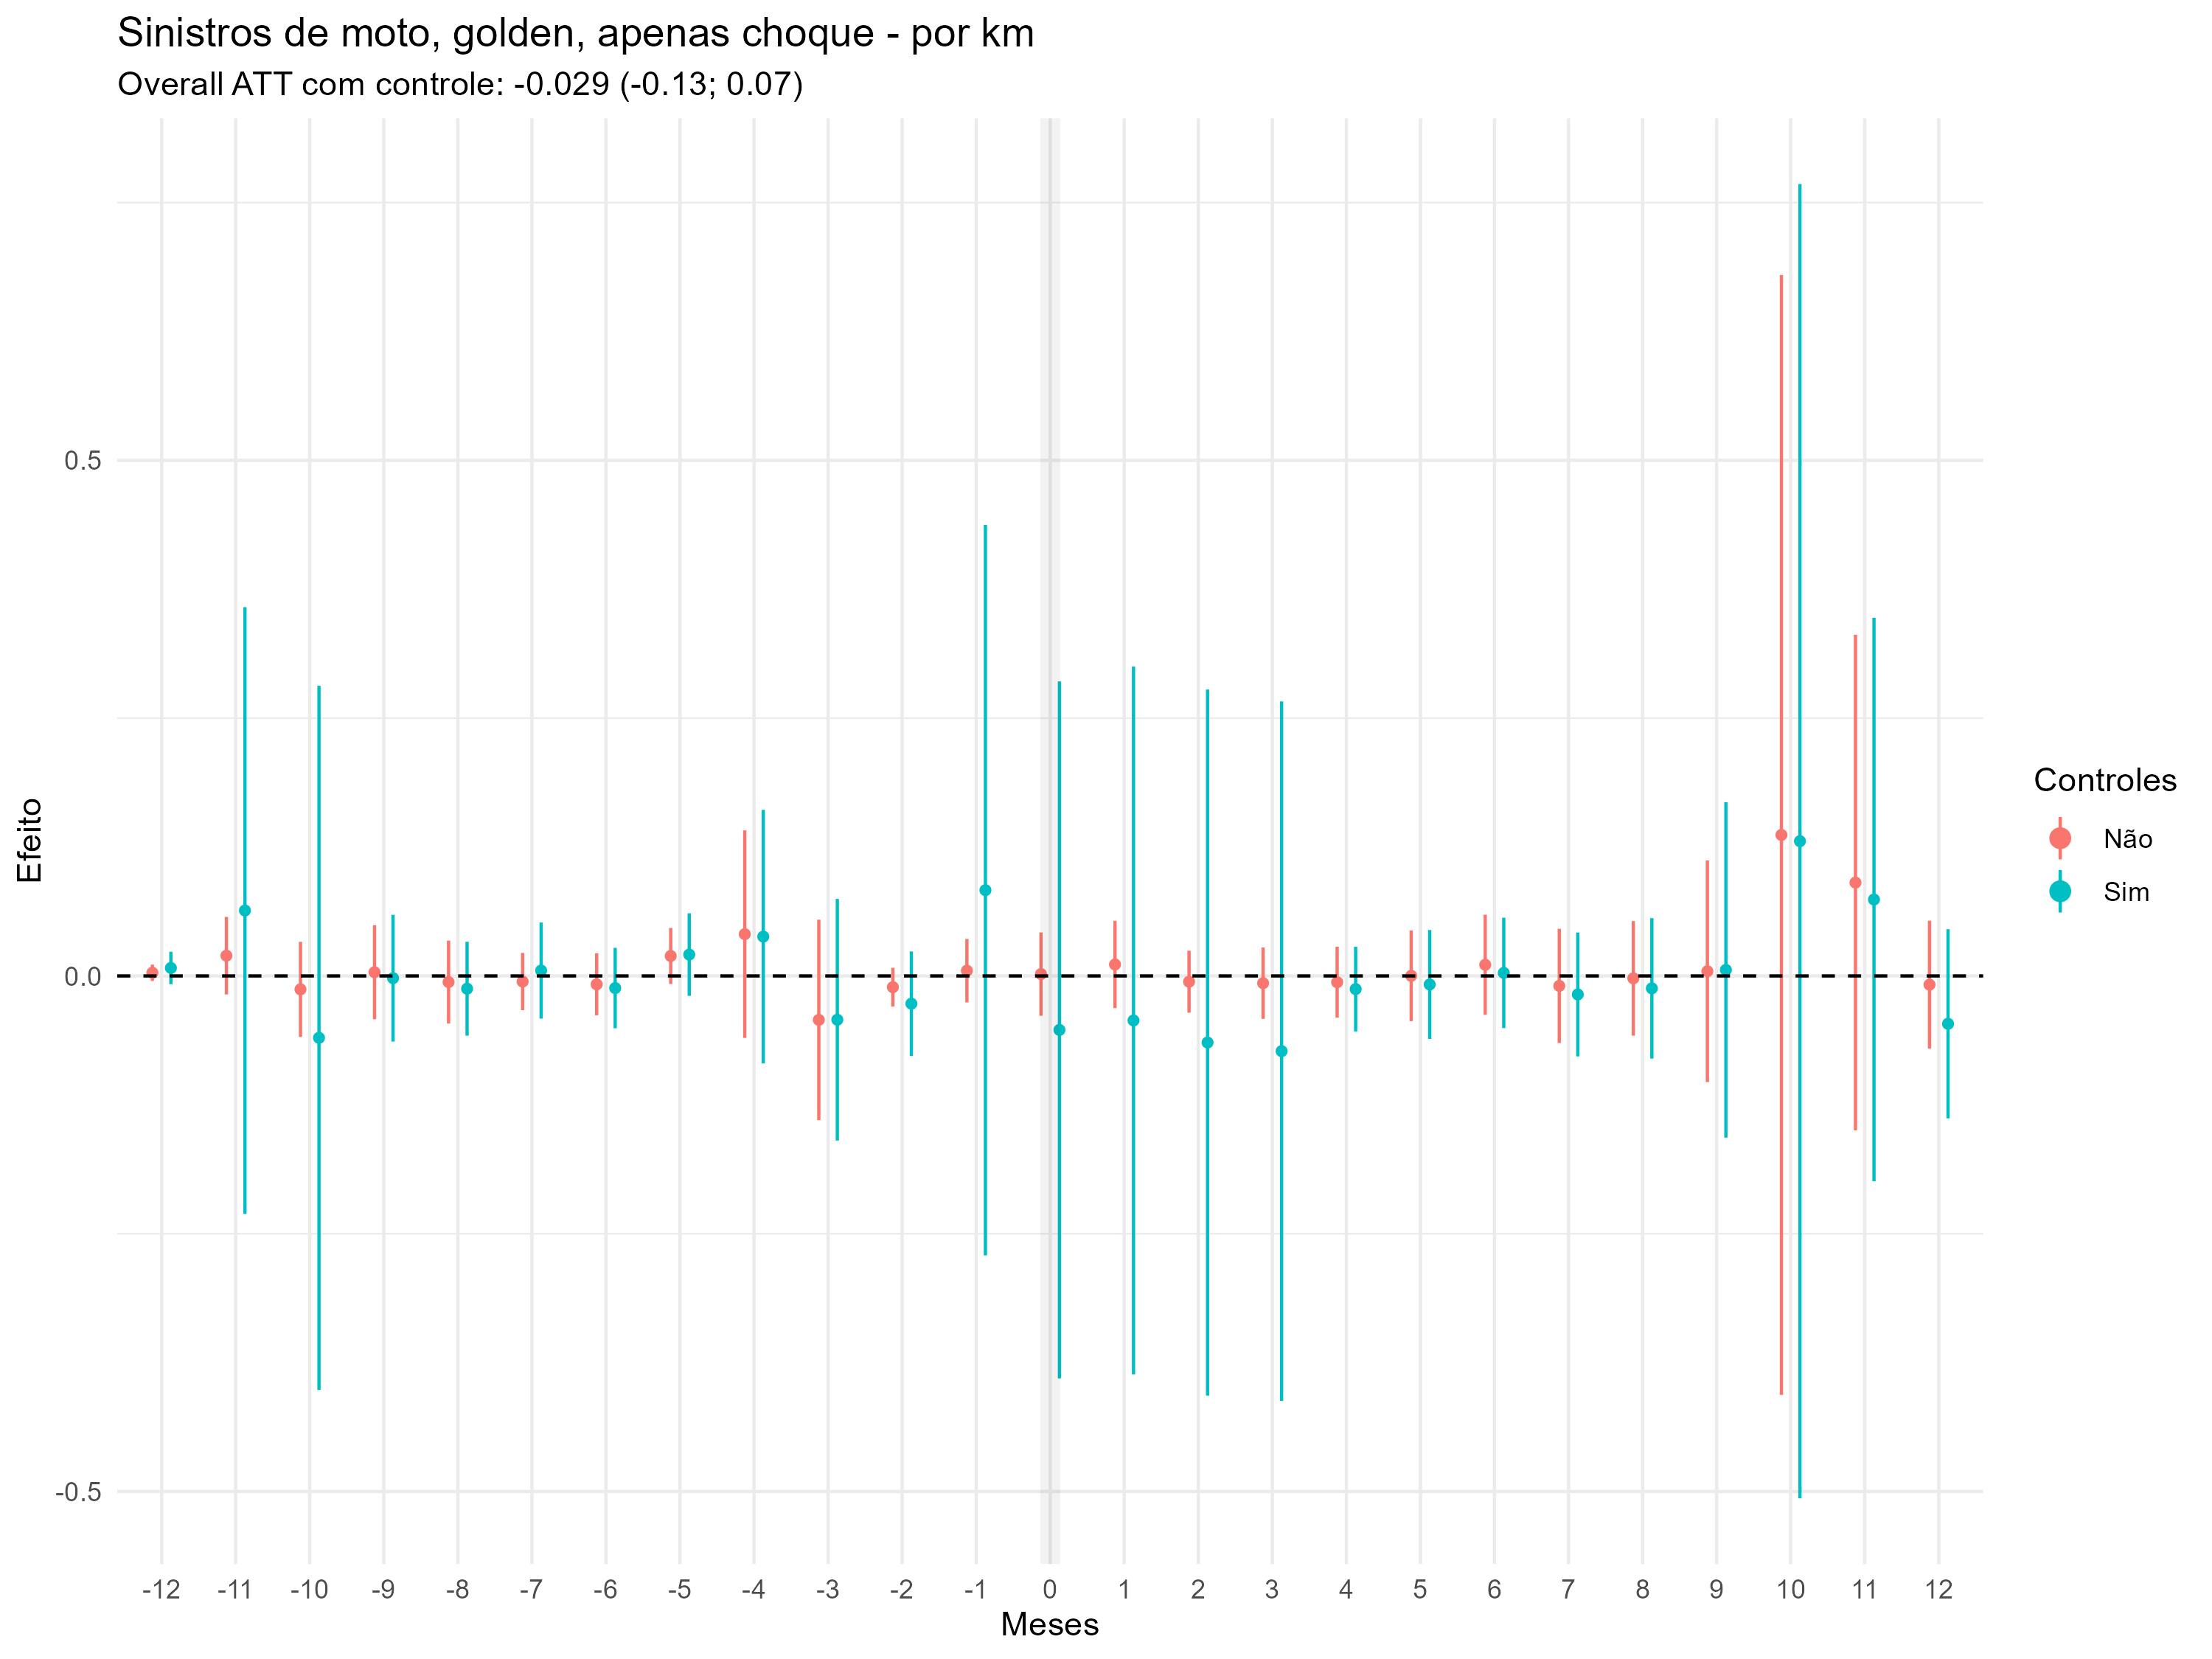 Sinistros de moto, golden, apenas choque - por km
Overall ATT com controle: -0.029 (-0.13; 0.07)
Efeito
0.5
0.0
-0.5
-12 -11 -10 -9 -8 -7 -6 -5 -4 -3 -2 -1 0 1 2 3 4 5 6 7 8 9 10 11 12
Meses
Controles
Não
Sim